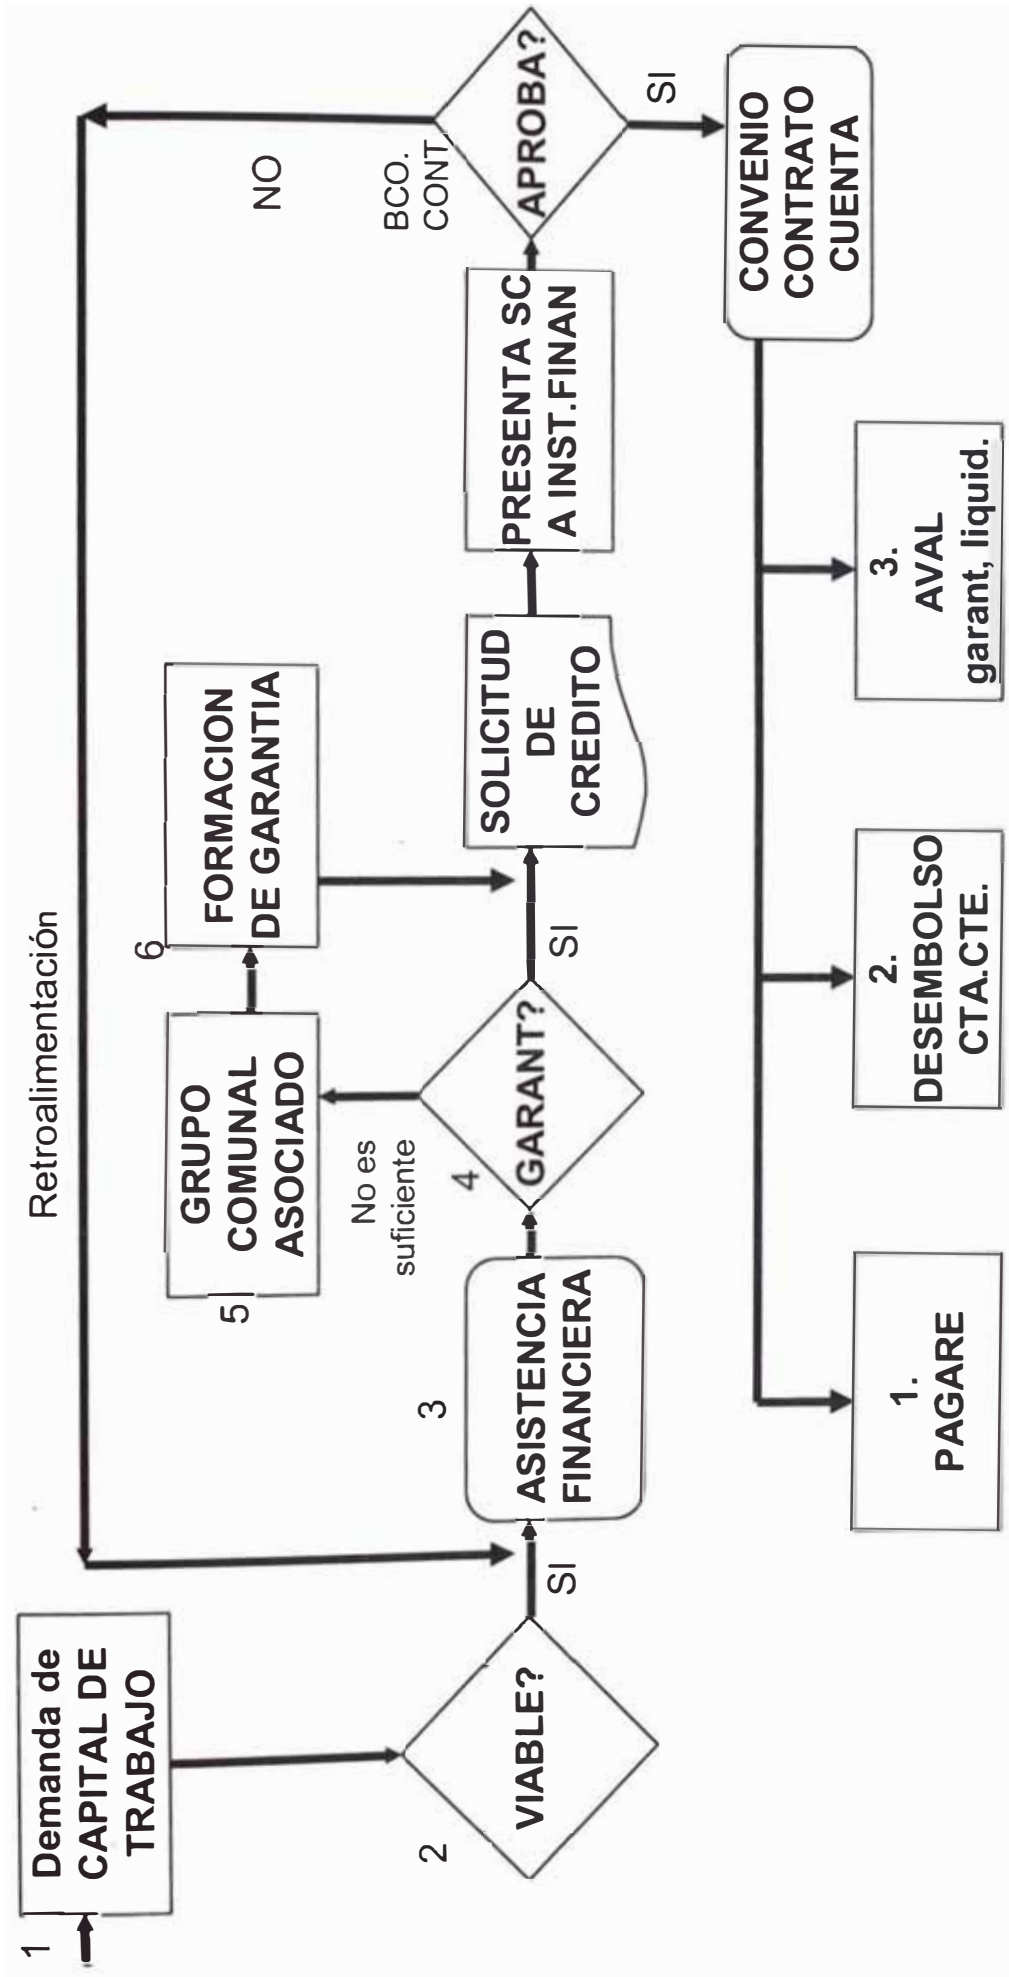 Retroalimentación
1
Demanda de
CAPITAL DE
TRABAJO
2
VIABLE?
SI
3
ASISTENCIA
FINANCIERA
4
GARANT?
No es
suficiente
5
GRUPO
COMUNAL
ASOCIADO
6
FORMACION
DE GARANTIA
SI
SOLICITUD
DE
CREDITO
PRESENTA SC
A INST.FINAN
BCO.
CONT
APROBA?
NO
SI
CONVENIO
CONTRATO
CUENTA
1.
PAGARE
2.
DESEMBOLSO
CTA.CTE.
3.
AVAL
garant, liquid.